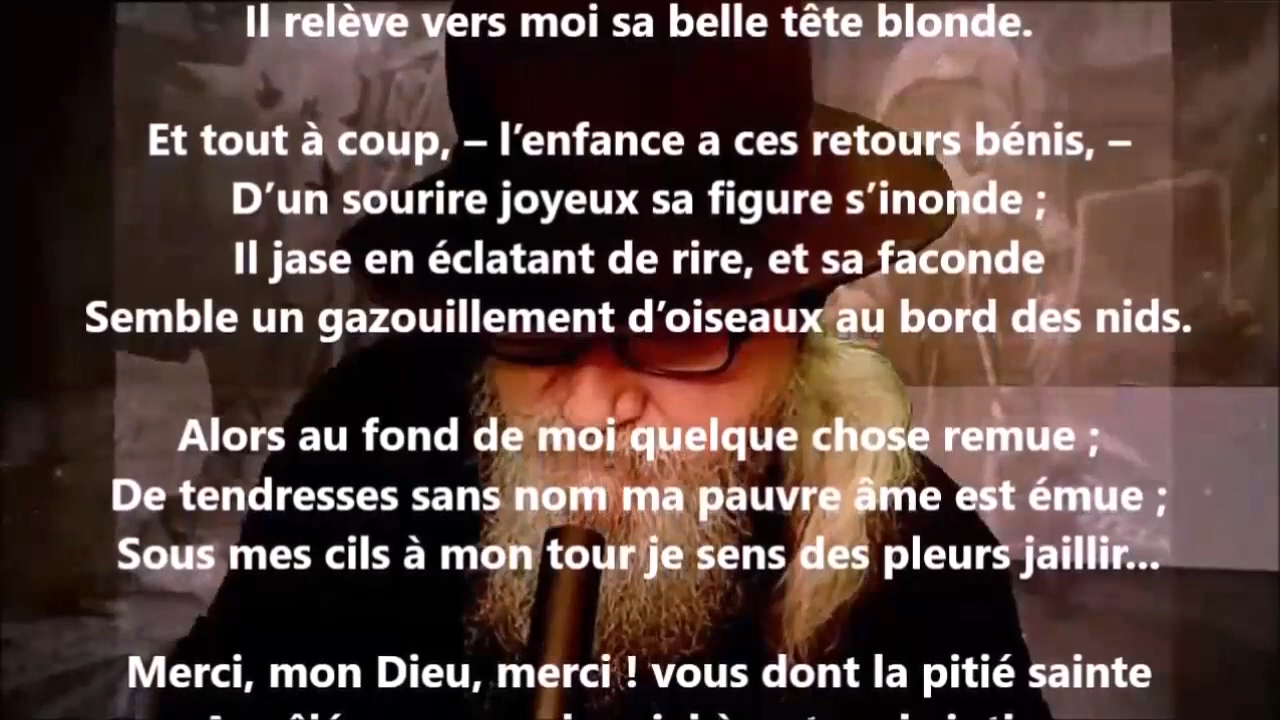 Il relève vers moi sa belle tête blonde.
Et tout à coup, – l’enfance a ces retours bénis, –
D’un sourire joyeux sa figure s’inonde ;
Il jase en éclatant de rire, et sa faconde
Semble un gazouillement d’oiseaux au bord des nids.
Alors au fond de moi quelque chose remue ;
De tendresses sans nom ma pauvre âme est émue ;
Sous mes cils à mon tour je sens des pleurs jaillir...
Merci, mon Dieu, merci ! vous dont la pitié sainte